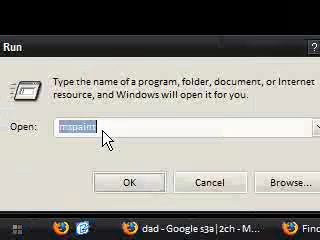 Run
?
Type the name of a program, folder, document, or Internet
resource, and Windows will open it for you.
Open: mspaint
OK Cancel Browse...
dad - Google s3a|2ch - M... Find